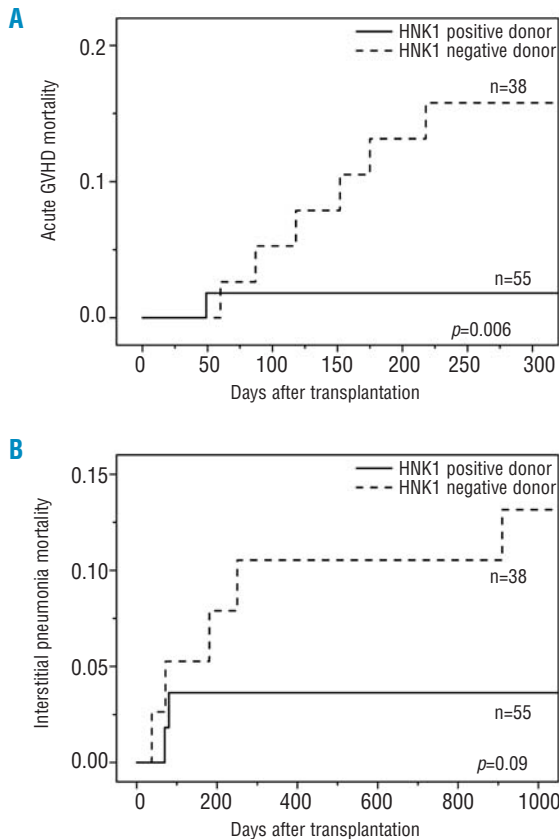 A
HNK1 positive donor
HNK1 negative donor
0.2
0.1
0.0
Acute GVHD mortality
n=38
n=55
p=0.006
0 50 100 150 200 250 300
Days after transplantation
B
HNK1 positive donor
HNK1 negative donor
0.15
0.10
0.05
0.00
Interstitial pneumonia mortality
n=38
n=55
p=0.09
0 200 400 600 800 1000
Days after transplantation